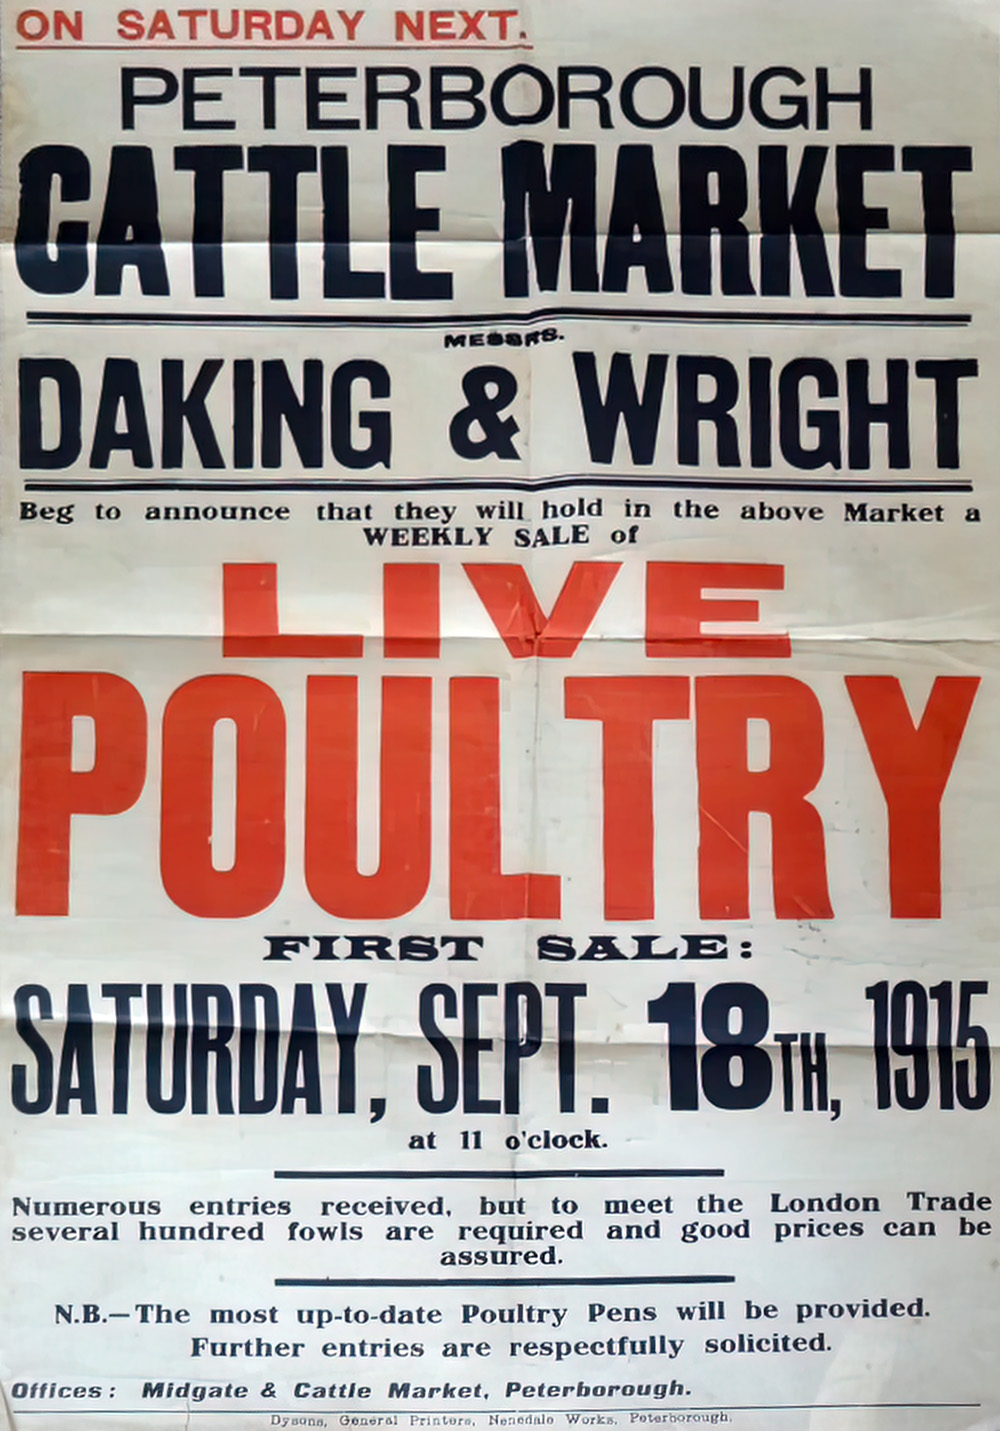 ON SATURDAY NEXT.
PETERBOROUGH
CATTLE MARKET
MESSRS.
DAKING & WRIGHT
Beg to announce that they will hold in the above Market a
WEEKLY SALE of
LIVE
POULTRY
FIRST SALE:
SATURDAY, SEPT. 18TH, 1915
at 11 o'clock.
Numerous entries received, but to meet the London Trade
several hundred fowls are required and good prices can be
assured.
N.B.—The most up-to-date Poultry Pens will be provided.
Further entries are respectfully solicited.
Offices: Midgate & Cattle Market, Peterborough.
Dysons, General Printers, Nenedale Works, Peterborough.